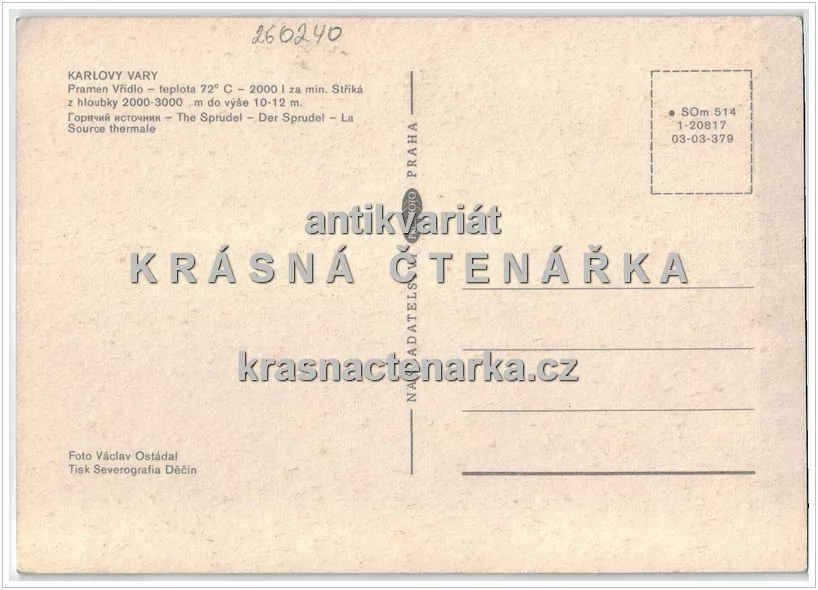 260240
KARLOVY VARY
Pramen Vřídlo – teplota 72° C – 2000 l za min. Stříká
z hloubky 2000-3000 m do výše 10-12 m.
Горячий источник – The Sprudel – Der Sprudel – La
Source thermale
SOm 514
1-20817
03-03-379
NAKLADATELSTVÍ PRAHA
antikvariát
KRÁSNÁ ČTENÁŘKA
krasnactenarka.cz
Foto Václav Ostádal
Tisk Severografia Děčín